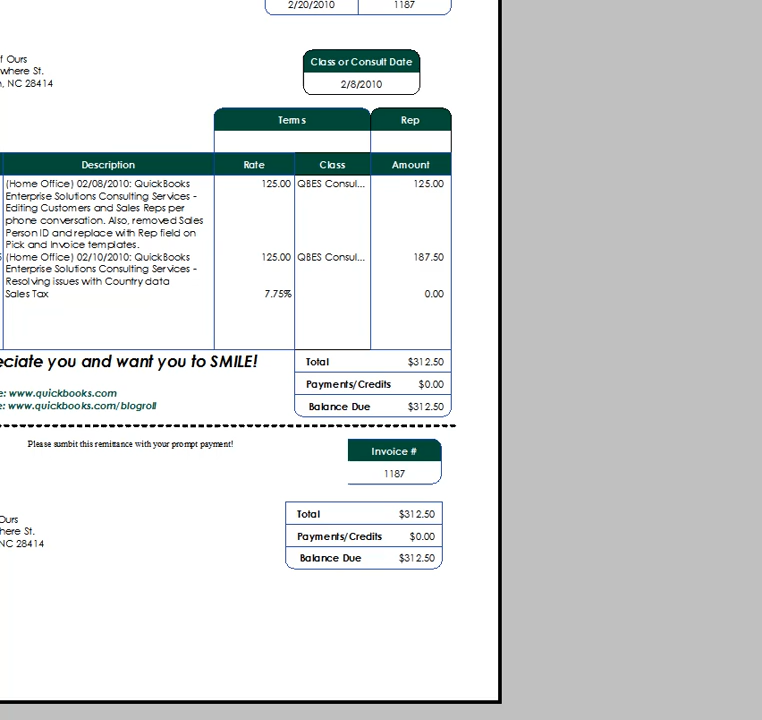 2/20/2010 1187
f Ours
where St.
, NC 28414
Class or Consult Date
2/8/2010
Terms Rep
Description Rate Class Amount
(Home Office) 02/08/2010: QuickBooks 125.00 QBES Consul... 125.00
Enterprise Solutions Consulting Services -
Editing Customers and Sales Reps per
phone conversation. Also, removed Sales
Person ID and replace with Rep field on
Pick and Invoice templates.
(Home Office) 02/10/2010: QuickBooks 125.00 QBES Consul... 187.50
Enterprise Solutions Consulting Services -
Resolving issues with Country data
Sales Tax 7.75% 0.00
eciate you and want you to SMILE!
Total $312.50
Payments/Credits $0.00
e: www.quickbooks.com
e: www.quickbooks.com/blogroll
Balance Due $312.50
Please sumbit this remittance with your prompt payment!
Invoice #
1187
Ours
here St.
NC 28414
Total $312.50
Payments/Credits $0.00
Balance Due $312.50